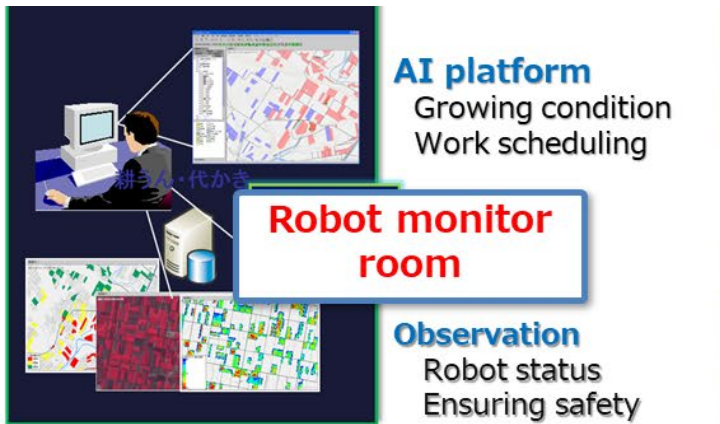 AI platform
Growing condition
Work scheduling
耕うん・代かき
Robot monitor
room
Observation
Robot status
Ensuring safety